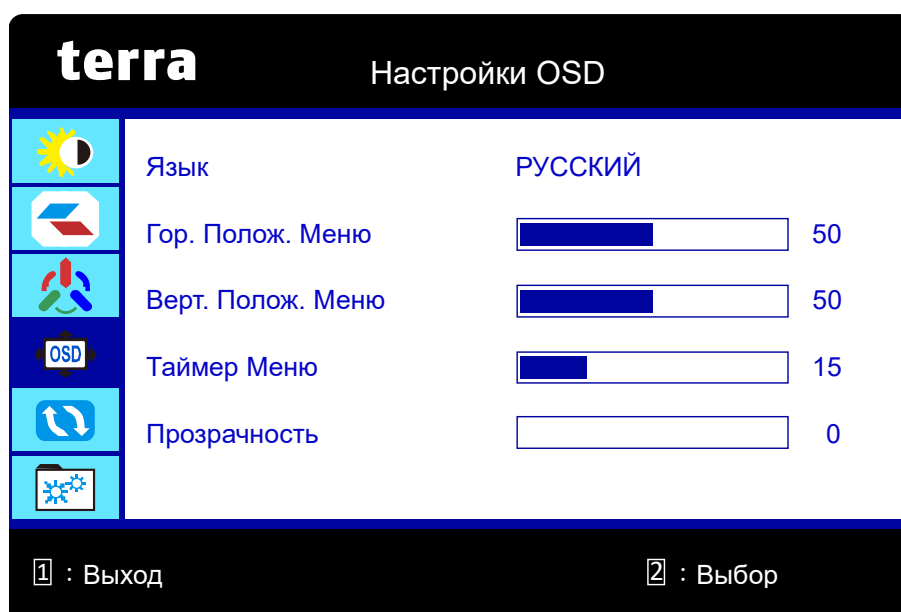 terra
Настройки OSD
Язык РУССКИЙ
Гор. Полож. Меню 50
Верт. Полож. Меню 50
OSD
Таймер Меню 15
Прозрачность 0
1 : Выход 2 : Выбор